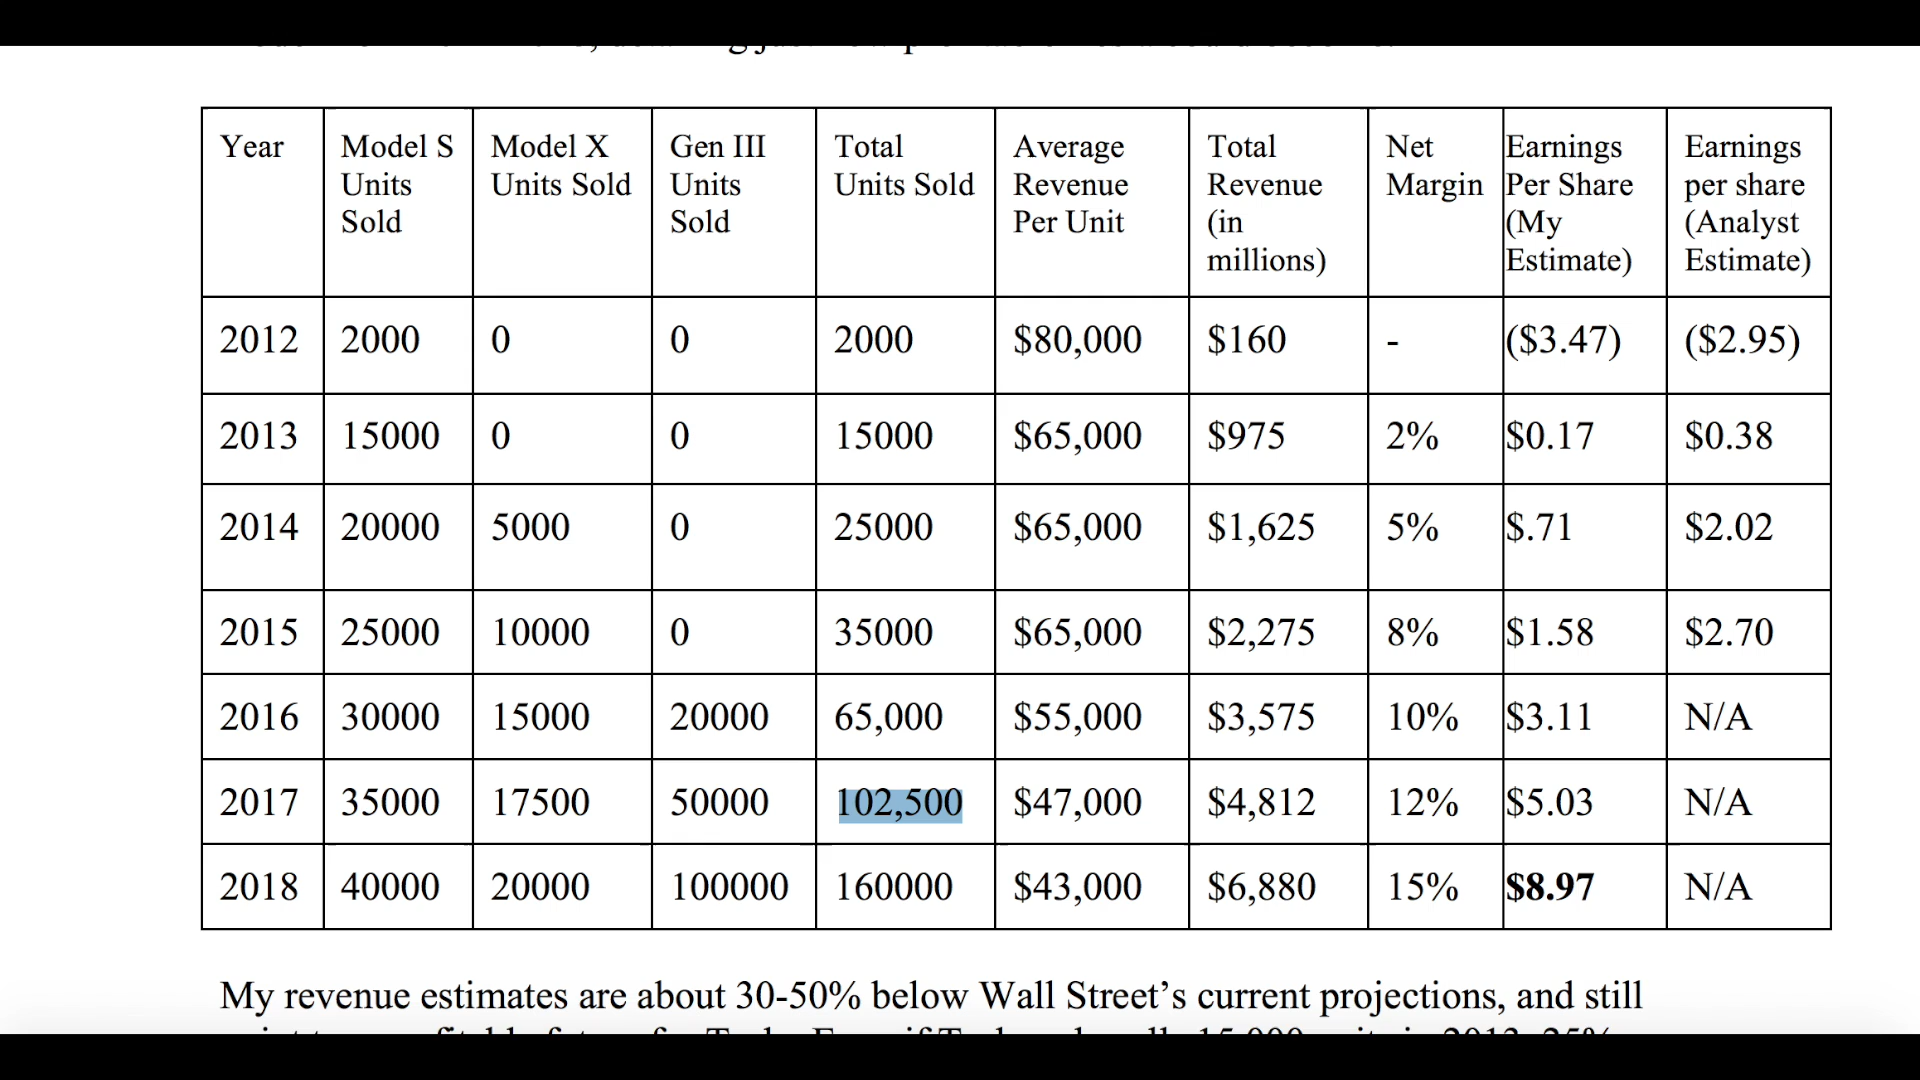 Year Model S Units Sold Model X Units Sold Gen III Units Sold Total Units Sold Average Revenue Per Unit Total Revenue (in millions) Net Margin Earnings Per Share (My Estimate) Earnings per share (Analyst Estimate)
2012 2000 0 0 2000 $80,000 $160 - ($3.47) ($2.95)
2013 15000 0 0 15000 $65,000 $975 2% $0.17 $0.38
2014 20000 5000 0 25000 $65,000 $1,625 5% $.71 $2.02
2015 25000 10000 0 35000 $65,000 $2,275 8% $1.58 $2.70
2016 30000 15000 20000 65,000 $55,000 $3,575 10% $3.11 N/A
2017 35000 17500 50000 102,500 $47,000 $4,812 12% $5.03 N/A
2018 40000 20000 100000 160000 $43,000 $6,880 15% $8.97 N/A
My revenue estimates are about 30-50% below Wall Street’s current projections, and still